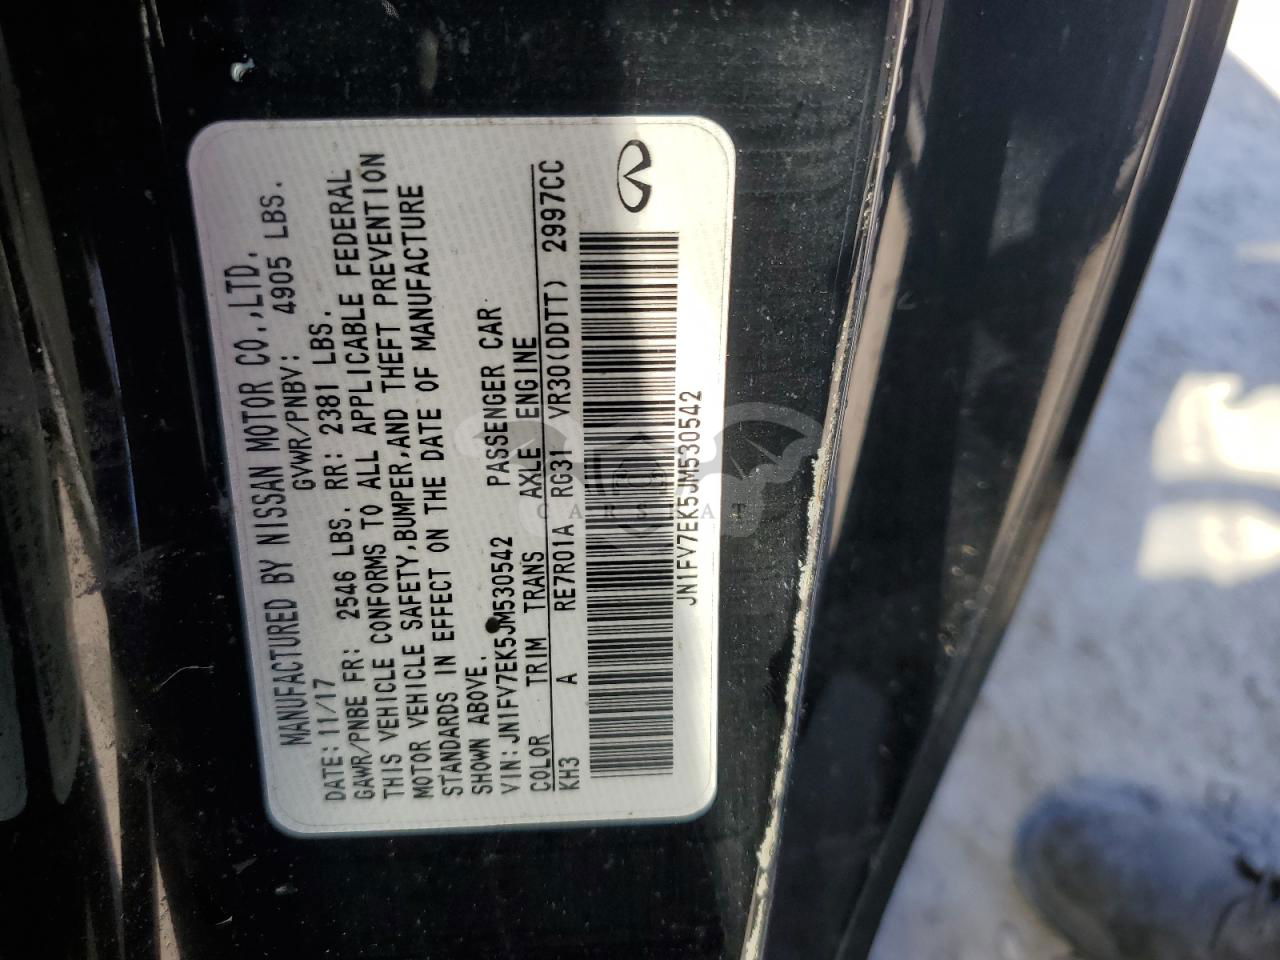 MANUFACTURED BY NISSAN MOTOR CO.,LTD.
DATE:11/17 GVWR/PNBV: 4905 LBS.
GAWR/PNBE FR: 2546 LBS. RR: 2381 LBS.
THIS VEHICLE CONFORMS TO ALL APPLICABLE FEDERAL
MOTOR VEHICLE SAFETY,BUMPER,AND THEFT PREVENTION
STANDARDS IN EFFECT ON THE DATE OF MANUFACTURE
SHOWN ABOVE.
VIN:JN1FV7EK5JM530542 PASSENGER CAR
COLOR TRIM TRANS AXLE ENGINE
KH3 A RE7R01A RG31 VR30(DDTT) 2997CC
JN1FV7EK5JM530542
CARSTAT